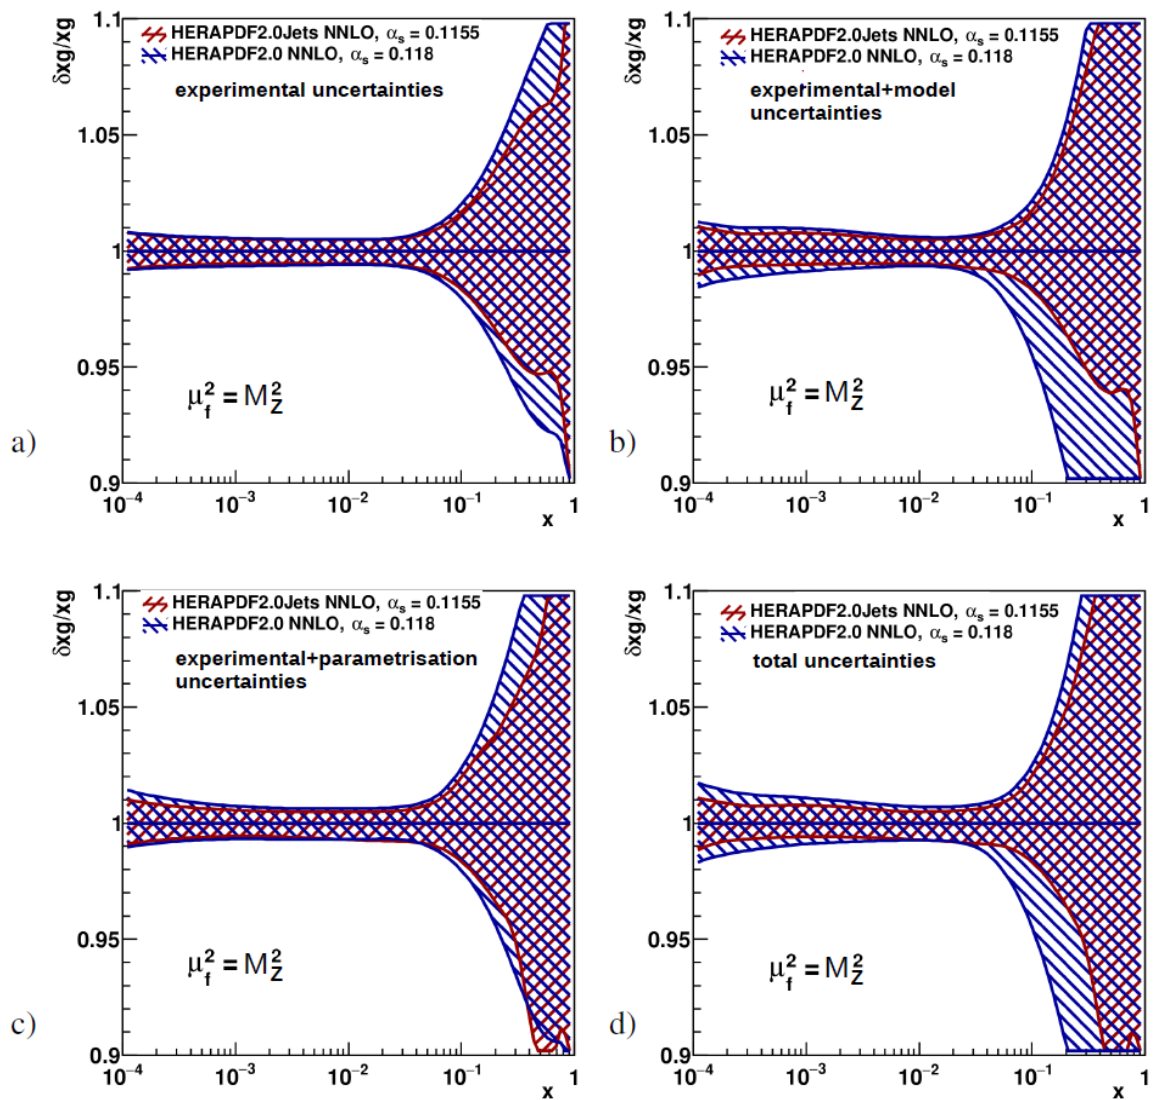 δxg/xg
1.1
HERAPDF2.0Jets NNLO, αs = 0.1155
HERAPDF2.0 NNLO, αs = 0.118
experimental uncertainties
1.05
1
0.95
μf² = MZ²
a)
0.9
10⁻⁴ 10⁻³ 10⁻² 10⁻¹ 1
x
δxg/xg
1.1
HERAPDF2.0Jets NNLO, αs = 0.1155
HERAPDF2.0 NNLO, αs = 0.118
experimental+model
uncertainties
1.05
1
0.95
μf² = MZ²
b)
0.9
10⁻⁴ 10⁻³ 10⁻² 10⁻¹ 1
x
δxg/xg
1.1
HERAPDF2.0Jets NNLO, αs = 0.1155
HERAPDF2.0 NNLO, αs = 0.118
experimental+parametrisation
uncertainties
1.05
1
0.95
μf² = MZ²
c)
0.9
10⁻⁴ 10⁻³ 10⁻² 10⁻¹ 1
x
δxg/xg
1.1
HERAPDF2.0Jets NNLO, αs = 0.1155
HERAPDF2.0 NNLO, αs = 0.118
total uncertainties
1.05
1
0.95
μf² = MZ²
d)
0.9
10⁻⁴ 10⁻³ 10⁻² 10⁻¹ 1
x